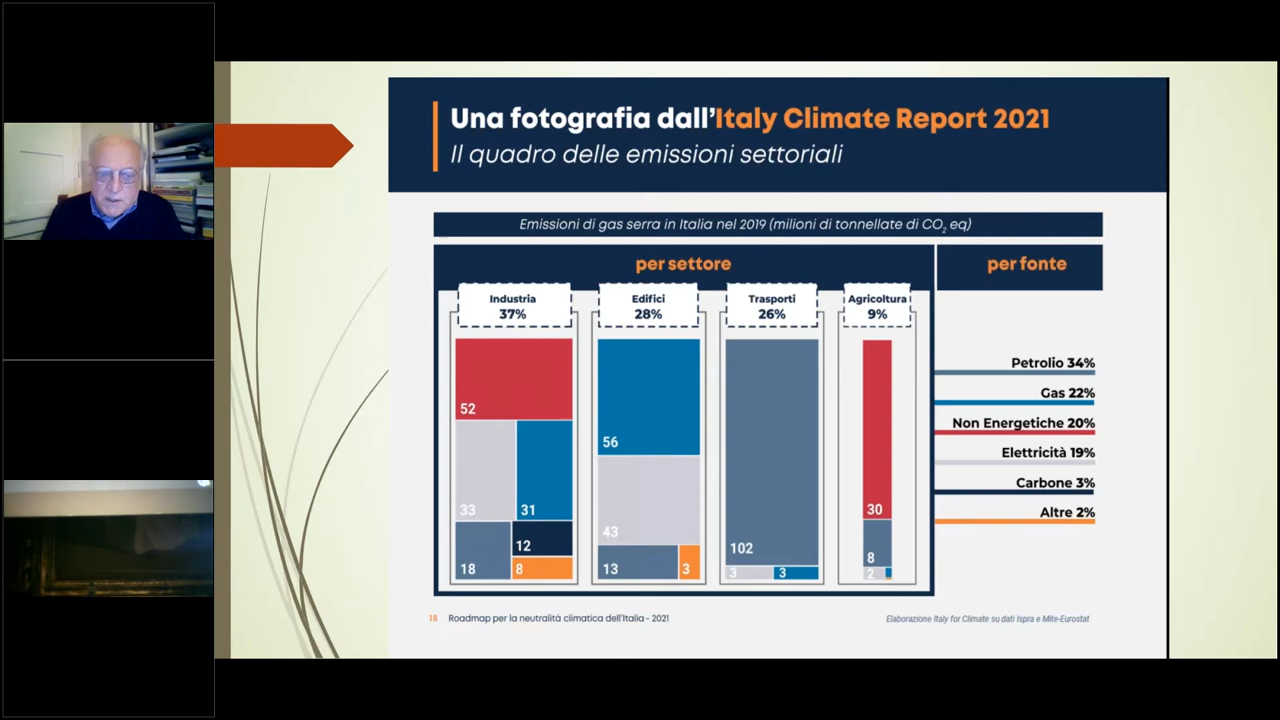 Una fotografia dall'Italy Climate Report 2021
Il quadro delle emissioni settoriali
Emissioni di gas serra in Italia nel 2019 (milioni di tonnellate di CO2 eq)
per settore
per fonte
Industria
37%
Edifici
28%
Trasporti
26%
Agricoltura
9%
52
33
31
18
12
8
56
43
13
3
102
3
3
30
8
2
Petrolio 34%
Gas 22%
Non Energetiche 20%
Elettricità 19%
Carbone 3%
Altre 2%
18 Roadmap per la neutralità climatica dell'Italia - 2021
Elaborazione Italy for Climate su dati Ispra e Mite-Eurostat